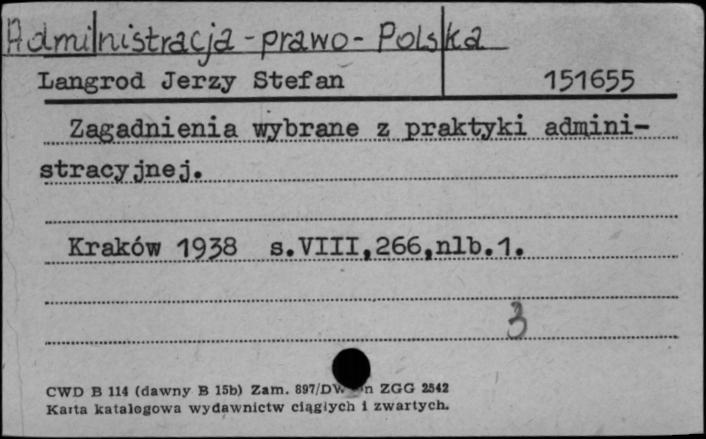 Administracja - prawo - Polska
Langrod Jerzy Stefan 151655
Zagadnienia wybrane z praktyki admini-
stracyjnej.
Kraków 1938 s.VIII,266,nlb.1.
3
CWD B 114 (dawny B 15b) Zam. 897/DW n ZGG 2542
Karta katalogowa wydawnictw ciągłych i zwartych.